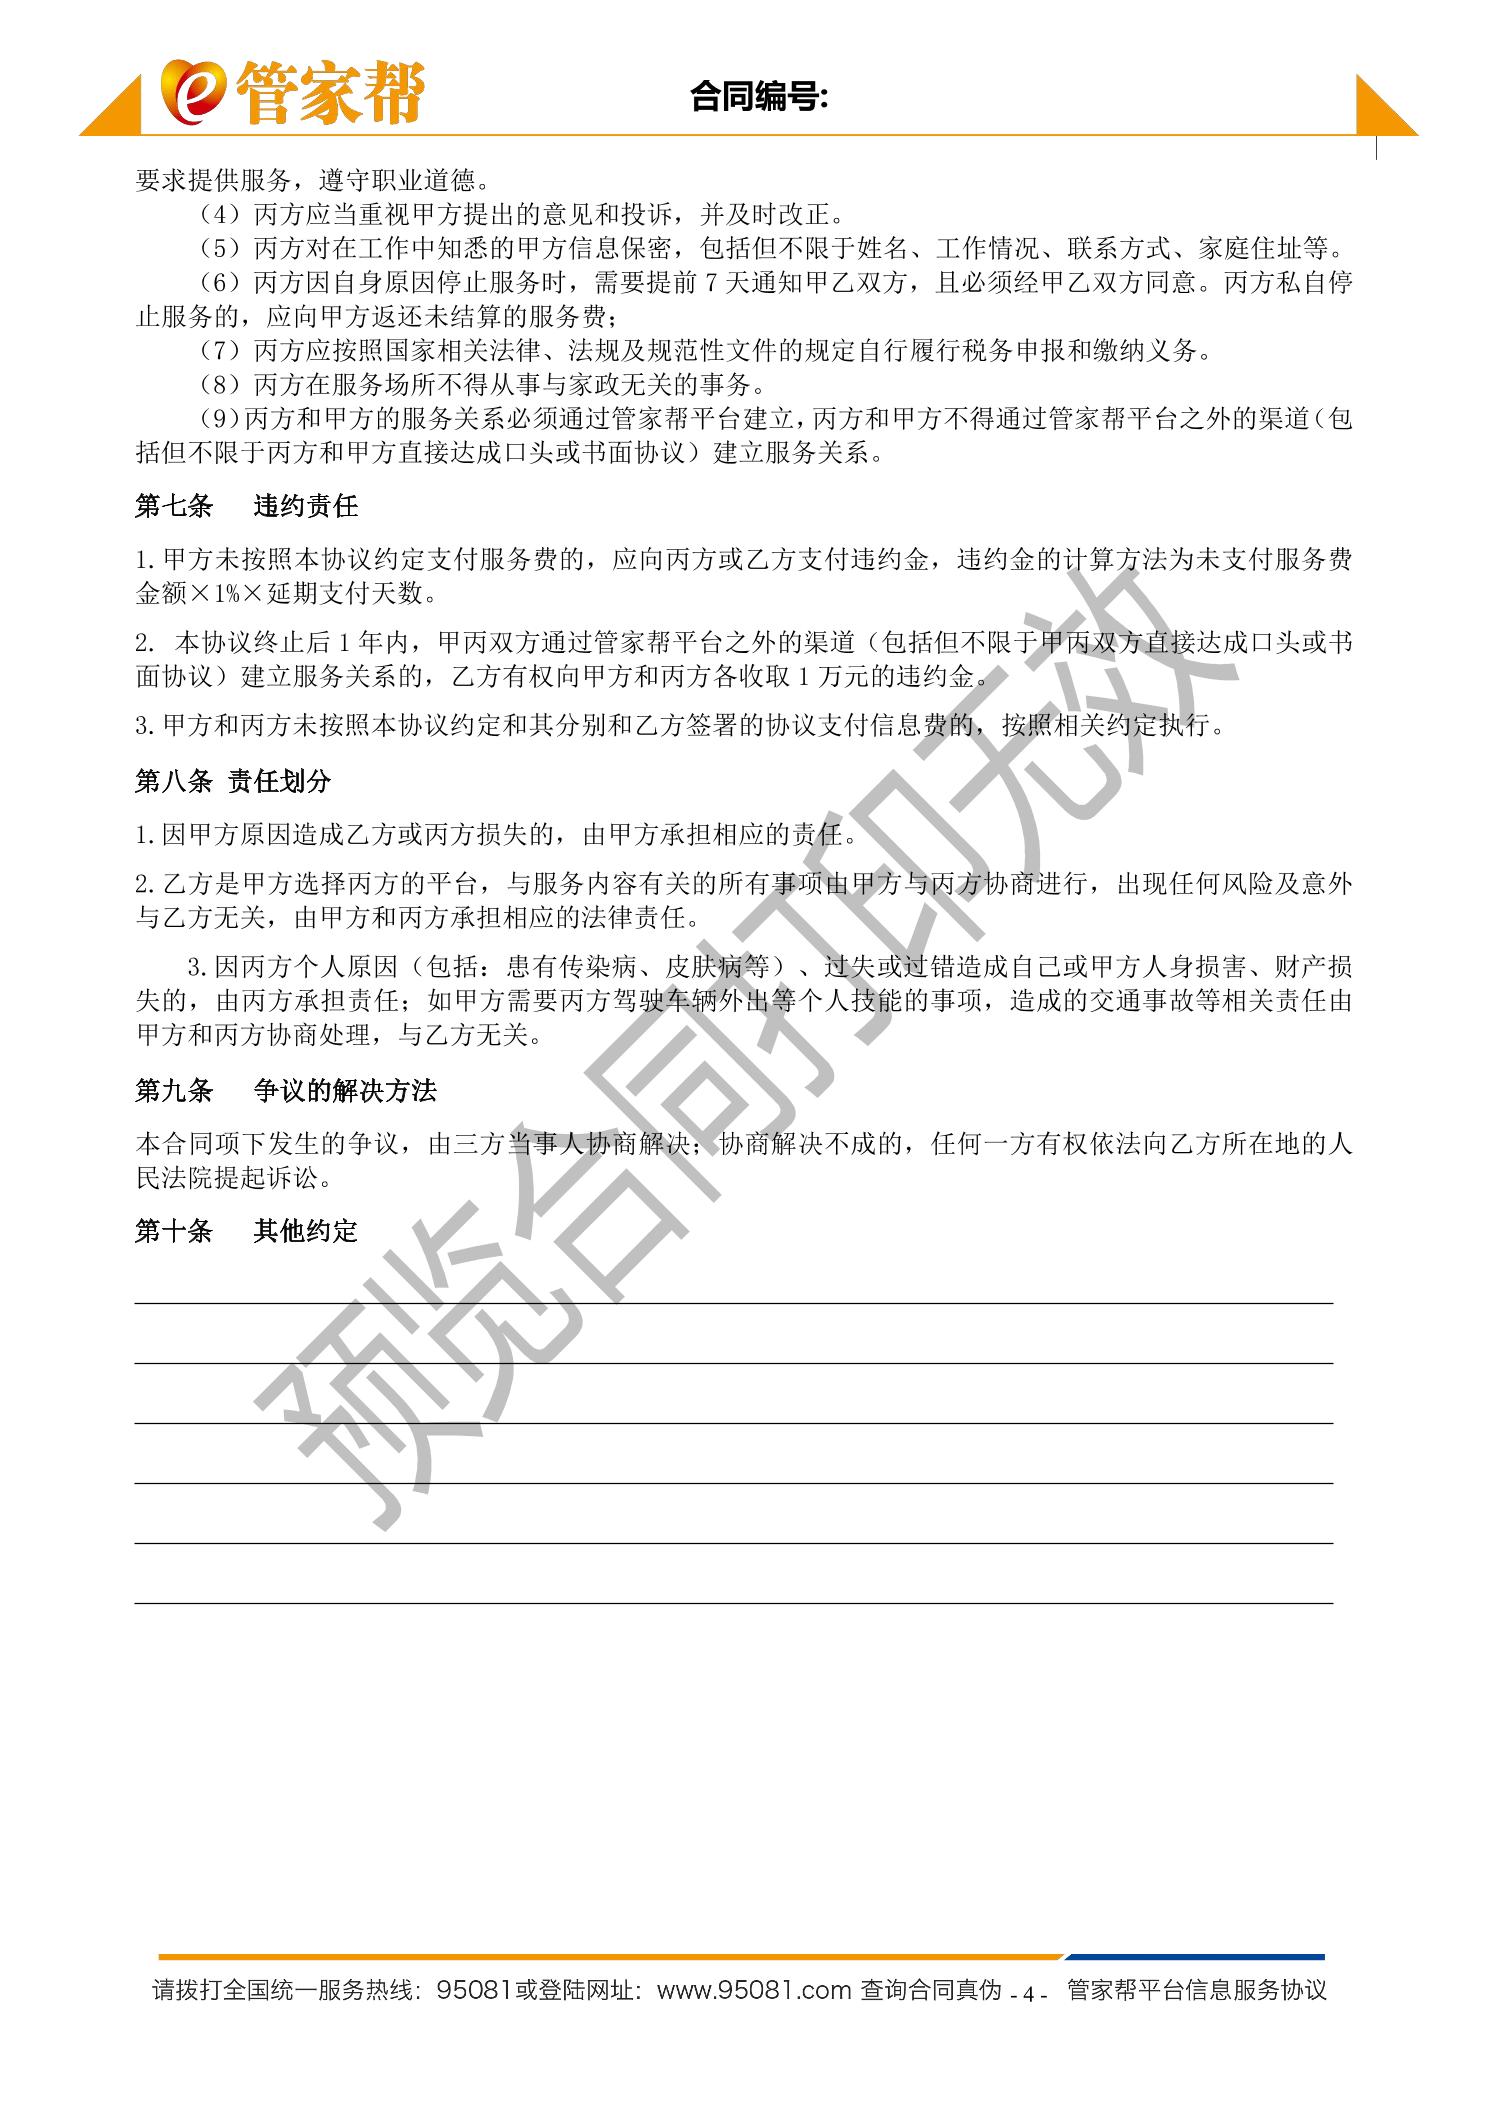 管家帮
合同编号:
要求提供服务，遵守职业道德。
（4）丙方应当重视甲方提出的意见和投诉，并及时改正。
（5）丙方对在工作中知悉的甲方信息保密，包括但不限于姓名、工作情况、联系方式、家庭住址等。
（6）丙方因自身原因停止服务时，需要提前 7 天通知甲乙双方，且必须经甲乙双方同意。丙方私自停
止服务的，应向甲方返还未结算的服务费；
（7）丙方应按照国家相关法律、法规及规范性文件的规定自行履行税务申报和缴纳义务。
（8）丙方在服务场所不得从事与家政无关的事务。
（9）丙方和甲方的服务关系必须通过管家帮平台建立，丙方和甲方不得通过管家帮平台之外的渠道（包
括但不限于丙方和甲方直接达成口头或书面协议）建立服务关系。
第七条 违约责任
1.甲方未按照本协议约定支付服务费的，应向丙方或乙方支付违约金，违约金的计算方法为未支付服务费
金额×1%×延期支付天数。
2. 本协议终止后 1 年内，甲丙双方通过管家帮平台之外的渠道（包括但不限于甲丙双方直接达成口头或书
面协议）建立服务关系的，乙方有权向甲方和丙方各收取 1 万元的违约金。
3.甲方和丙方未按照本协议约定和其分别和乙方签署的协议支付信息费的，按照相关约定执行。
第八条 责任划分
1.因甲方原因造成乙方或丙方损失的，由甲方承担相应的责任。
2.乙方是甲方选择丙方的平台，与服务内容有关的所有事项由甲方与丙方协商进行，出现任何风险及意外
与乙方无关，由甲方和丙方承担相应的法律责任。
3.因丙方个人原因（包括：患有传染病、皮肤病等）、过失或过错造成自己或甲方人身损害、财产损
失的，由丙方承担责任；如甲方需要丙方驾驶车辆外出等个人技能的事项，造成的交通事故等相关责任由
甲方和丙方协商处理，与乙方无关。
第九条 争议的解决方法
本合同项下发生的争议，由三方当事人协商解决；协商解决不成的，任何一方有权依法向乙方所在地的人
民法院提起诉讼。
第十条 其他约定
预览合同打印无效
请拨打全国统一服务热线：95081或登陆网址：www.95081.com 查询合同真伪 - 4 - 管家帮平台信息服务协议